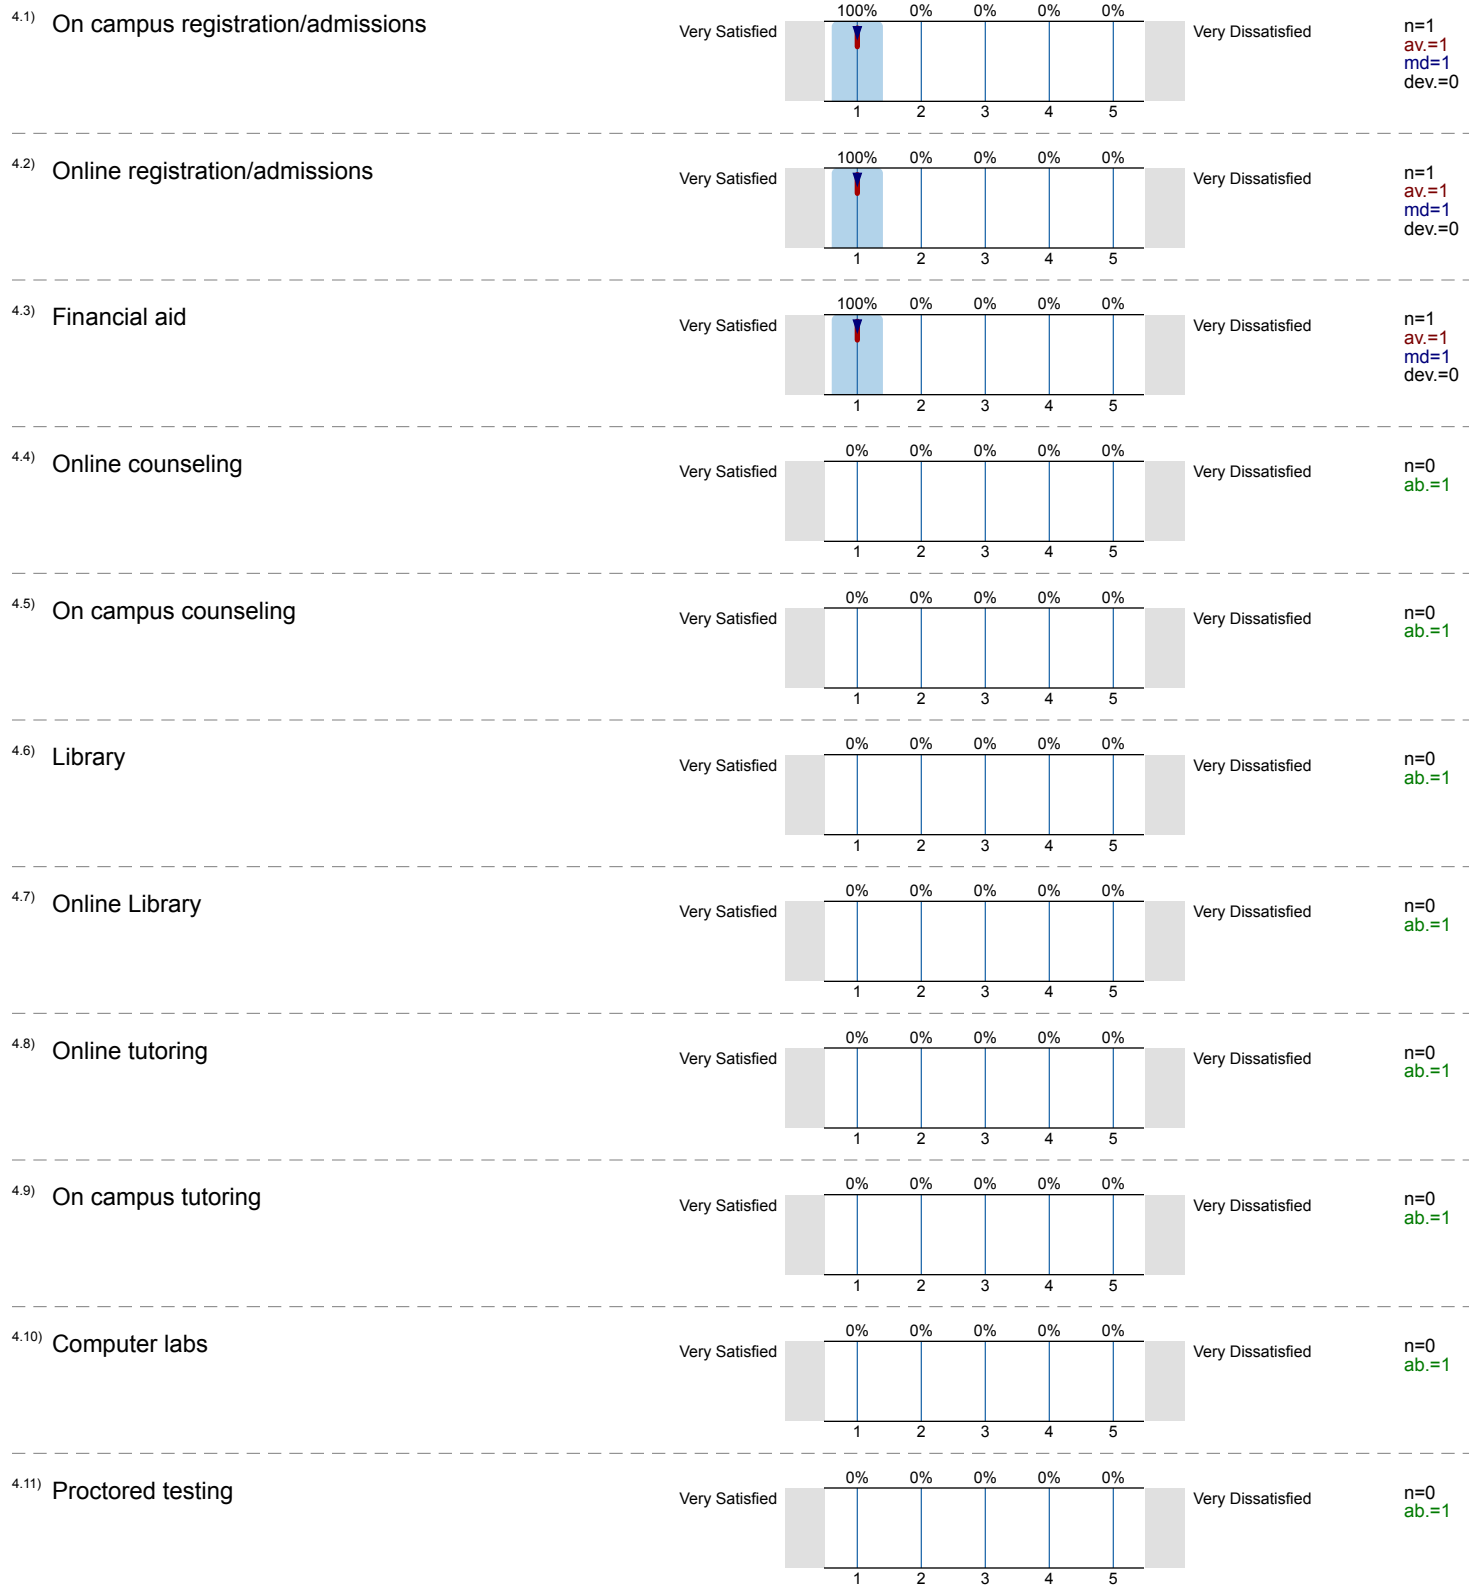 4.1) On campus registration/admissions
100% 0% 0% 0% 0%
Very Satisfied Very Dissatisfied
n=1
av.=1
md=1
dev.=0
1 2 3 4 5
4.2) Online registration/admissions
100% 0% 0% 0% 0%
Very Satisfied Very Dissatisfied
n=1
av.=1
md=1
dev.=0
1 2 3 4 5
4.3) Financial aid
100% 0% 0% 0% 0%
Very Satisfied Very Dissatisfied
n=1
av.=1
md=1
dev.=0
1 2 3 4 5
4.4) Online counseling
0% 0% 0% 0% 0%
Very Satisfied Very Dissatisfied
n=0
ab.=1
1 2 3 4 5
4.5) On campus counseling
0% 0% 0% 0% 0%
Very Satisfied Very Dissatisfied
n=0
ab.=1
1 2 3 4 5
4.6) Library
0% 0% 0% 0% 0%
Very Satisfied Very Dissatisfied
n=0
ab.=1
1 2 3 4 5
4.7) Online Library
0% 0% 0% 0% 0%
Very Satisfied Very Dissatisfied
n=0
ab.=1
1 2 3 4 5
4.8) Online tutoring
0% 0% 0% 0% 0%
Very Satisfied Very Dissatisfied
n=0
ab.=1
1 2 3 4 5
4.9) On campus tutoring
0% 0% 0% 0% 0%
Very Satisfied Very Dissatisfied
n=0
ab.=1
1 2 3 4 5
4.10) Computer labs
0% 0% 0% 0% 0%
Very Satisfied Very Dissatisfied
n=0
ab.=1
1 2 3 4 5
4.11) Proctored testing
0% 0% 0% 0% 0%
Very Satisfied Very Dissatisfied
n=0
ab.=1
1 2 3 4 5